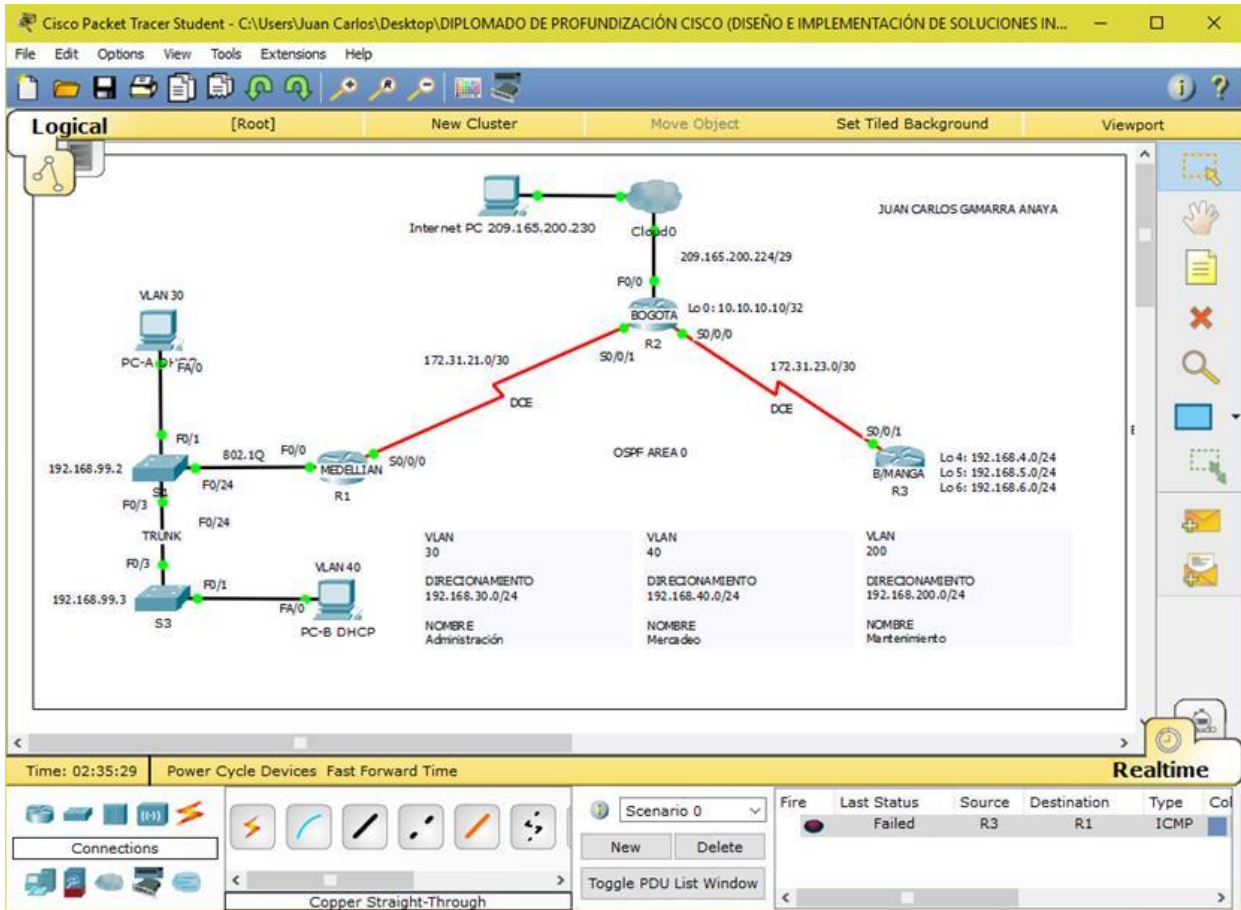 Cisco Packet Tracer Student - C:\Users\Juan Carlos\Desktop\DIPLOMADO DE PROFUNDIZACIÓN CISCO (DISEÑO E IMPLEMENTACIÓN DE SOLUCIONES IN...
File Edit Options View Tools Extensions Help
Logical [Root] New Cluster Move Object Set Tiled Background Viewport
JUAN CARLOS GAMARRA ANAYA
Internet PC 209.165.200.230
Cloud0
209.165.200.224/29
F0/0
Lo 0: 10.10.10.10/32
BOGOTA
R2
S0/0/0
S0/0/1
VLAN 30
PC-A DHCP
FA/0
172.31.21.0/30
DCE
172.31.23.0/30
DCE
F0/1
802.1Q
F0/0
192.168.99.2
S1
F0/24
MEDELLIAN
S0/0/0
R1
OSPF AREA 0
S0/0/1
B/MANGA
R3
Lo 4: 192.168.4.0/24
Lo 5: 192.168.5.0/24
Lo 6: 192.168.6.0/24
F0/3
F0/24
TRUNK
F0/3
VLAN 40
F0/1
192.168.99.3
S3
FA/0
PC-B DHCP
VLAN
30
DIRECIONAMIENTO
192.168.30.0/24
NOMBRE
Administración
VLAN
40
DIRECIONAMIENTO
192.168.40.0/24
NOMBRE
Mercadeo
VLAN
200
DIRECIONAMIENTO
192.168.200.0/24
NOMBRE
Mantenimiento
Time: 02:35:29 Power Cycle Devices Fast Forward Time
Realtime
Connections
Copper Straight-Through
Scenario 0
New Delete
Toggle PDU List Window
Fire Last Status Source Destination Type Col
Failed R3 R1 ICMP